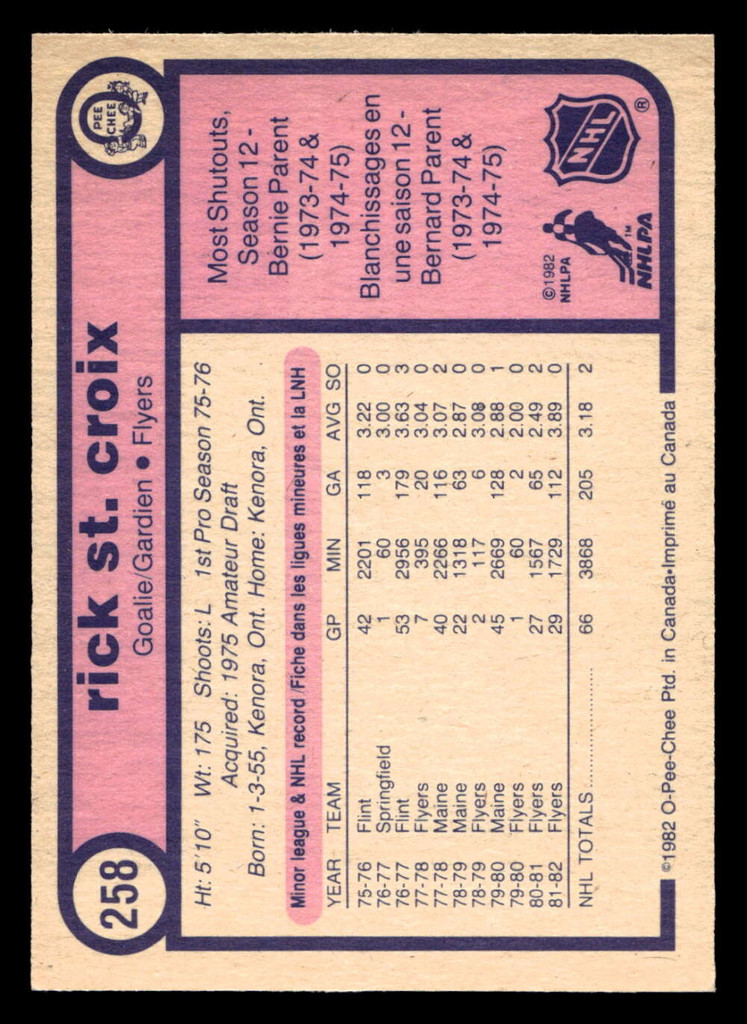 258
rick st. croix
Goalie/Gardien • Flyers
O
PEE
CHEE
Ht: 5'10" Wt: 175 Shoots: L 1st Pro Season 75-76
Acquired: 1975 Amateur Draft
Born: 1-3-55, Kenora, Ont. Home: Kenora, Ont.
Minor league & NHL record/Fiche dans les ligues mineures et la LNH
YEAR TEAM GP MIN GA AVG SO
75-76 Flint 42 2201 118 3.22 0
76-77 Springfield 1 60 3 3.00 0
76-77 Flint 53 2956 179 3.63 3
77-78 Flyers 7 395 20 3.04 0
77-78 Maine 40 2266 116 3.07 2
78-79 Maine 22 1318 63 2.87 0
78-79 Flyers 2 117 6 3.08 0
79-80 Maine 45 2669 128 2.88 1
79-80 Flyers 1 60 2 2.00 0
80-81 Flyers 27 1567 65 2.49 2
81-82 Flyers 29 1729 112 3.89 0
NHL TOTALS .................... 66 3868 205 3.18 2
Most Shutouts,
Season 12 -
Bernie Parent
(1973-74 &
1974-75)
Blanchissages en
une saison 12 -
Bernard Parent
(1973-74 &
1974-75)
©1982
NHLPA
NHLPA™
NHL®
©1982 O-Pee-Chee Ptd. in Canada•Imprimé au Canada